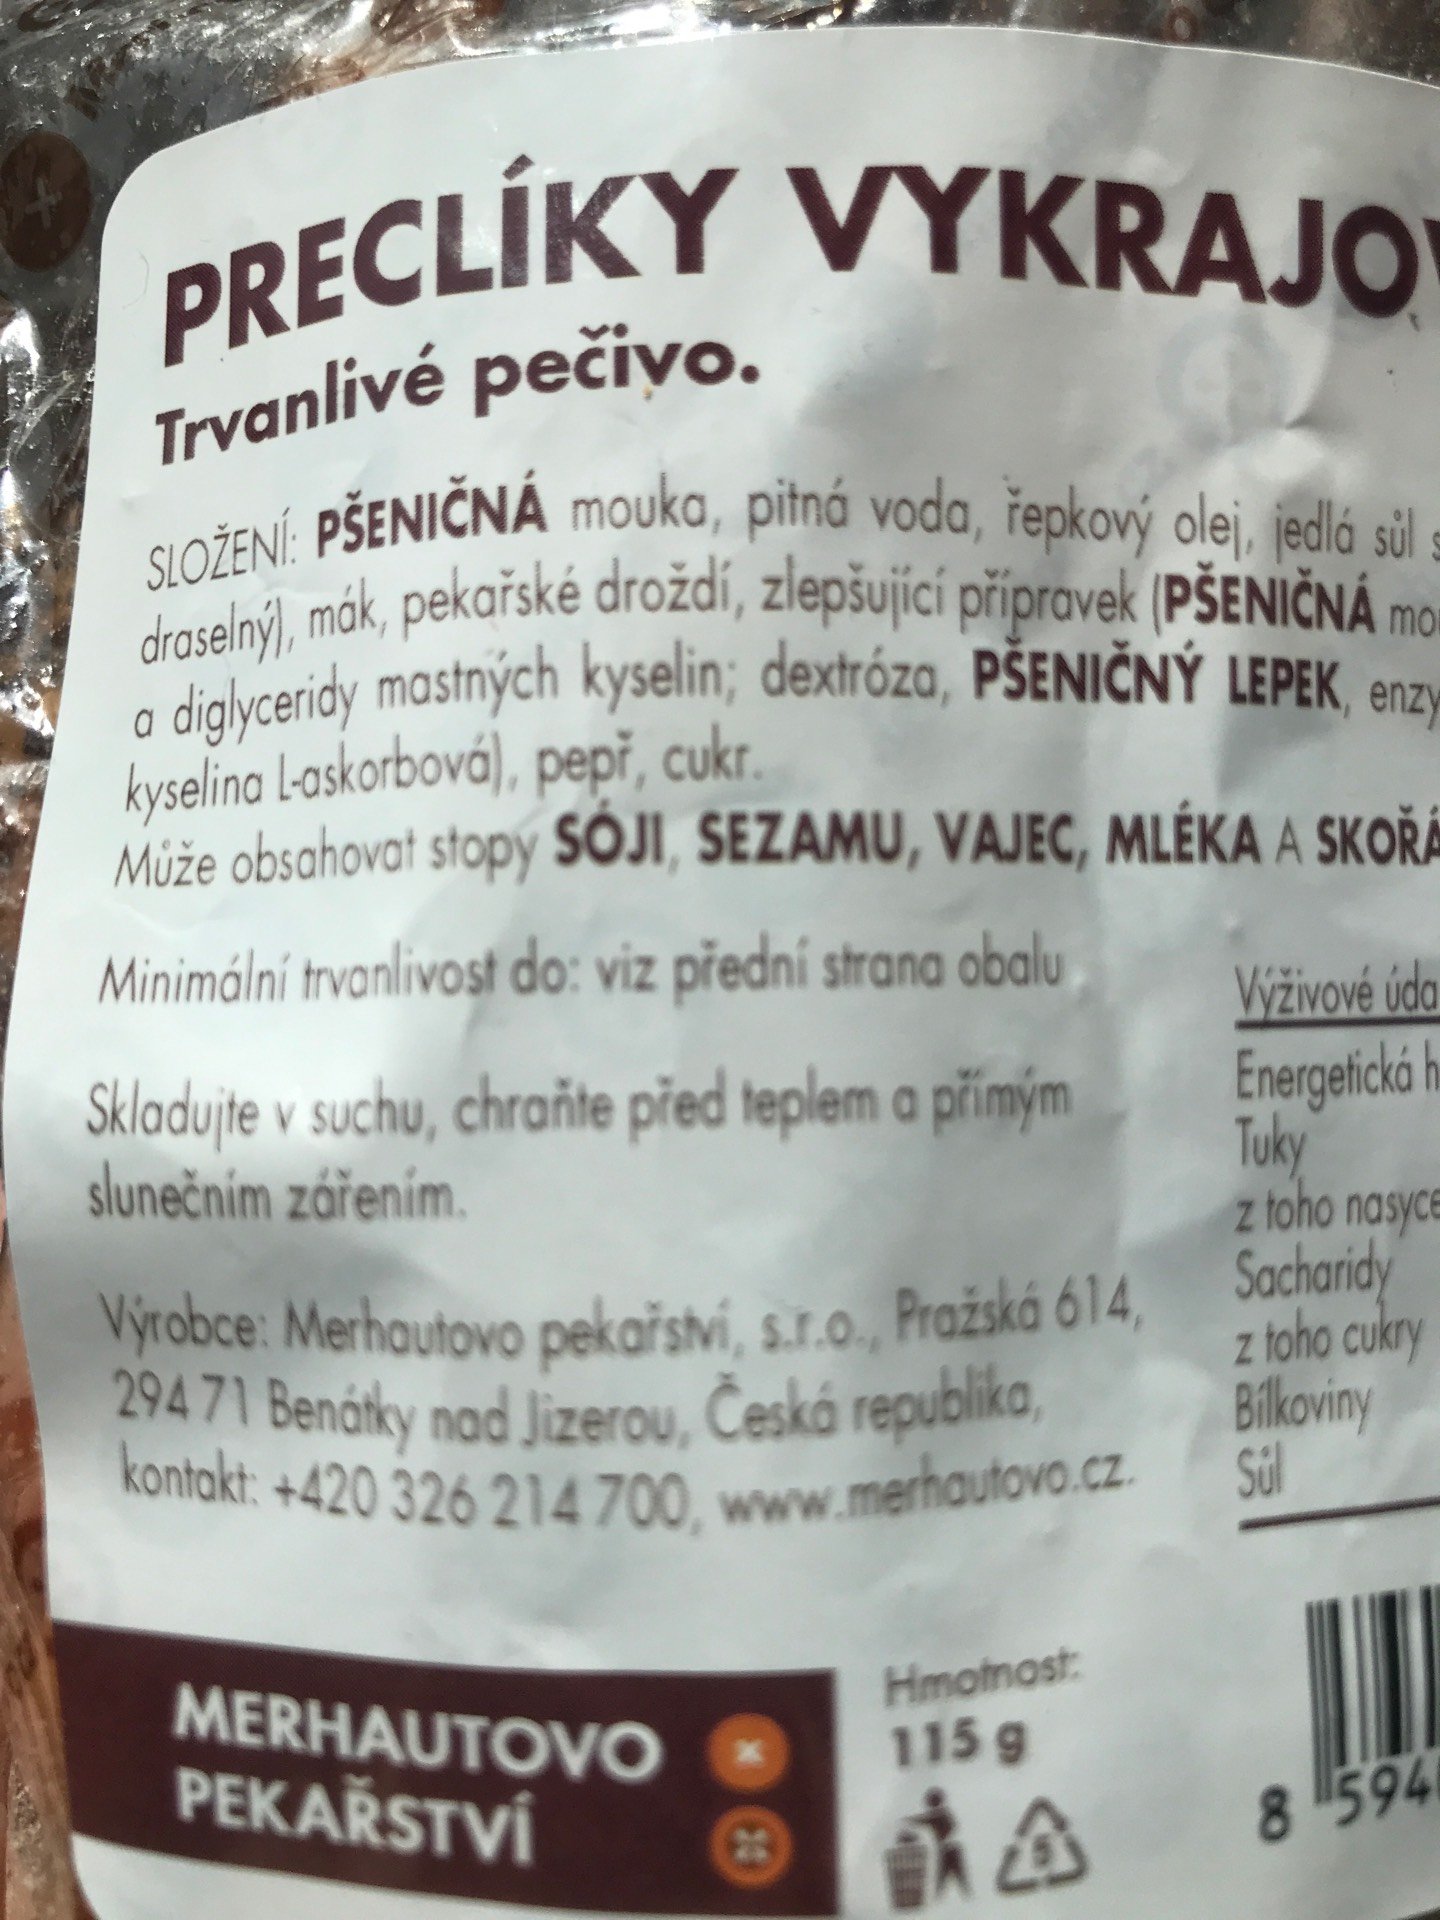 PRECLÍKY VYKRAJOV
Trvanlivé pečivo.
SLOŽENÍ: PŠENIČNÁ mouka, pitná voda, řepkový olej, jedlá sůl s
draselný), mák, pekařské droždí, zlepšující přípravek (PŠENIČNÁ mou
a diglyceridy mastných kyselin; dextróza, PŠENIČNÝ LEPEK, enzy
kyselina L-askorbová), pepř, cukr.
Může obsahovat stopy SÓJI, SEZAMU, VAJEC, MLÉKA A SKOŘÁ
Minimální trvanlivost do: viz přední strana obalu
Skladujte v suchu, chraňte před teplem a přímým
slunečním zářením.
Výrobce: Merhautovo pekařství, s.r.o., Pražská 614,
294 71 Benátky nad Jizerou, Česká republika,
kontakt: +420 326 214 700, www.merhautovo.cz.
Výživové úda
Energetická h
Tuky
z toho nasyce
Sacharidy
z toho cukry
Bílkoviny
Sůl
MERHAUTOVO
PEKAŘSTVÍ
Hmotnost:
115 g
5
8 594